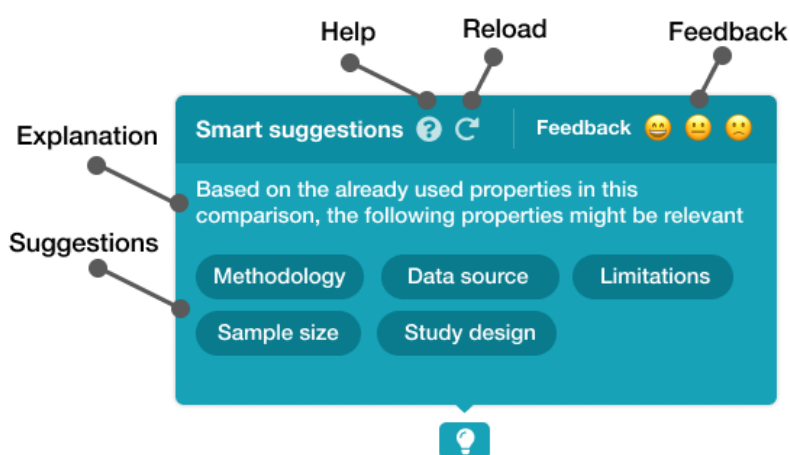 Help
Reload
Feedback
Explanation
Smart suggestions ?
Feedback
Based on the already used properties in this
comparison, the following properties might be relevant
Suggestions
Methodology
Data source
Limitations
Sample size
Study design